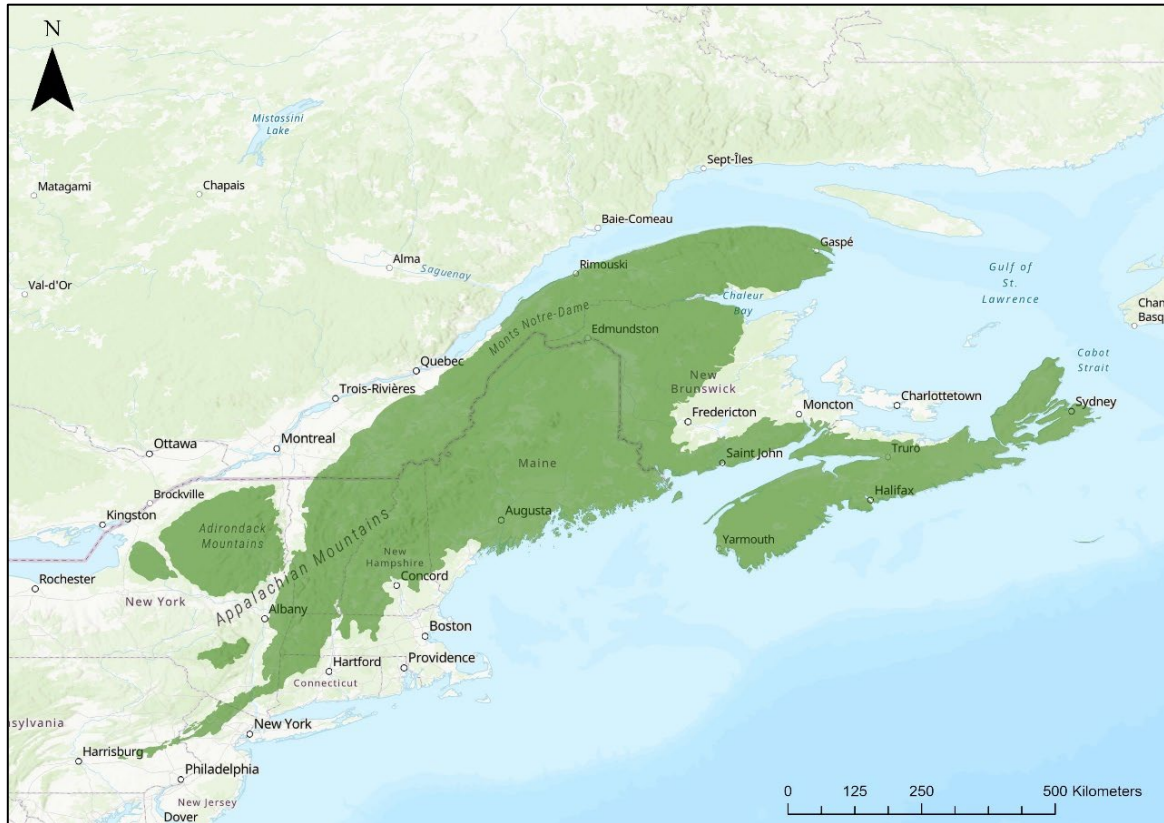 N
Mistassini
Lake
Sept-Îles
Matagami
Chapais
Baie-Comeau
Gaspé
Rimouski
Alma
Saguenay
Gulf of
St.
Lawrence
Val-d'Or
Chaleur
Bay
Monts Notre-Dame
Edmundston
Cabot
Strait
Quebec
New
Brunswick
Trois-Rivières
Charlottetown
Moncton
Sydney
Fredericton
Ottawa
Montreal
Maine
Saint John
Truro
Halifax
Brockville
Kingston
Adirondack
Mountains
Augusta
Yarmouth
Appalachian Mountains
New
Hampshire
Concord
Rochester
New York
Albany
Boston
Hartford
Providence
Connecticut
New York
Harrisburg
Philadelphia
New Jersey
Dover
0 125 250 500 Kilometers